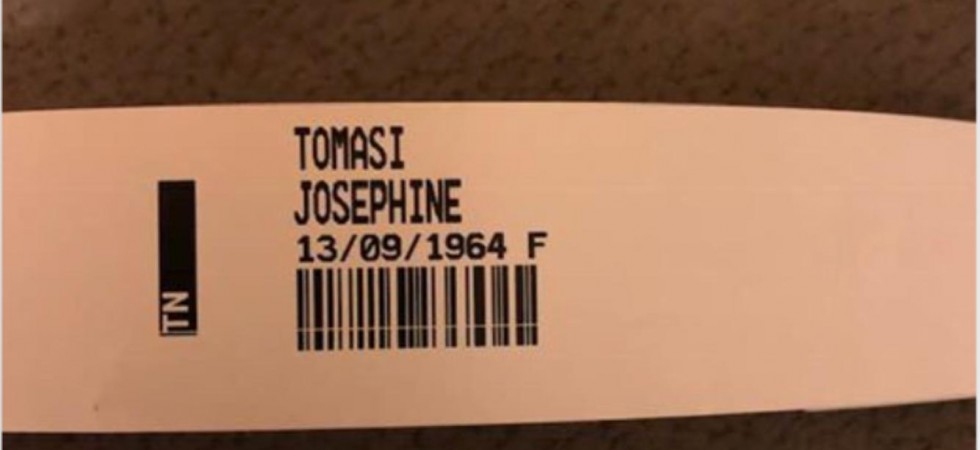 TN
TOMASI
JOSEPHINE
13/09/1964 F